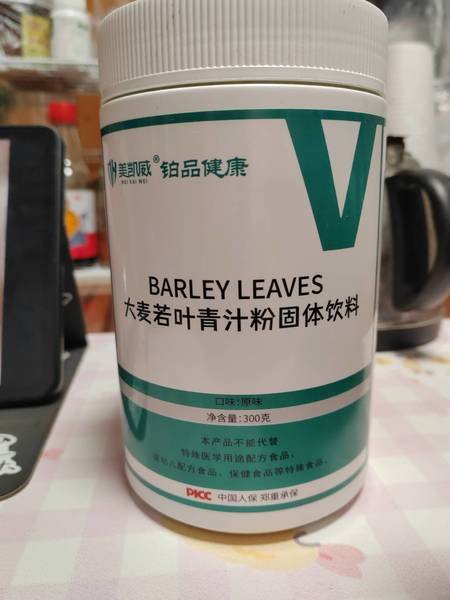 美凯威® 铂品健康
MEI KAI WEI
V
BARLEY LEAVES
大麦若叶青汁粉固体饮料
口味:原味
净含量:300克
本产品不能代替
特殊医学用途配方食品、
婴幼儿配方食品、保健食品等特殊食品。
PICC 中国人保 郑重承保